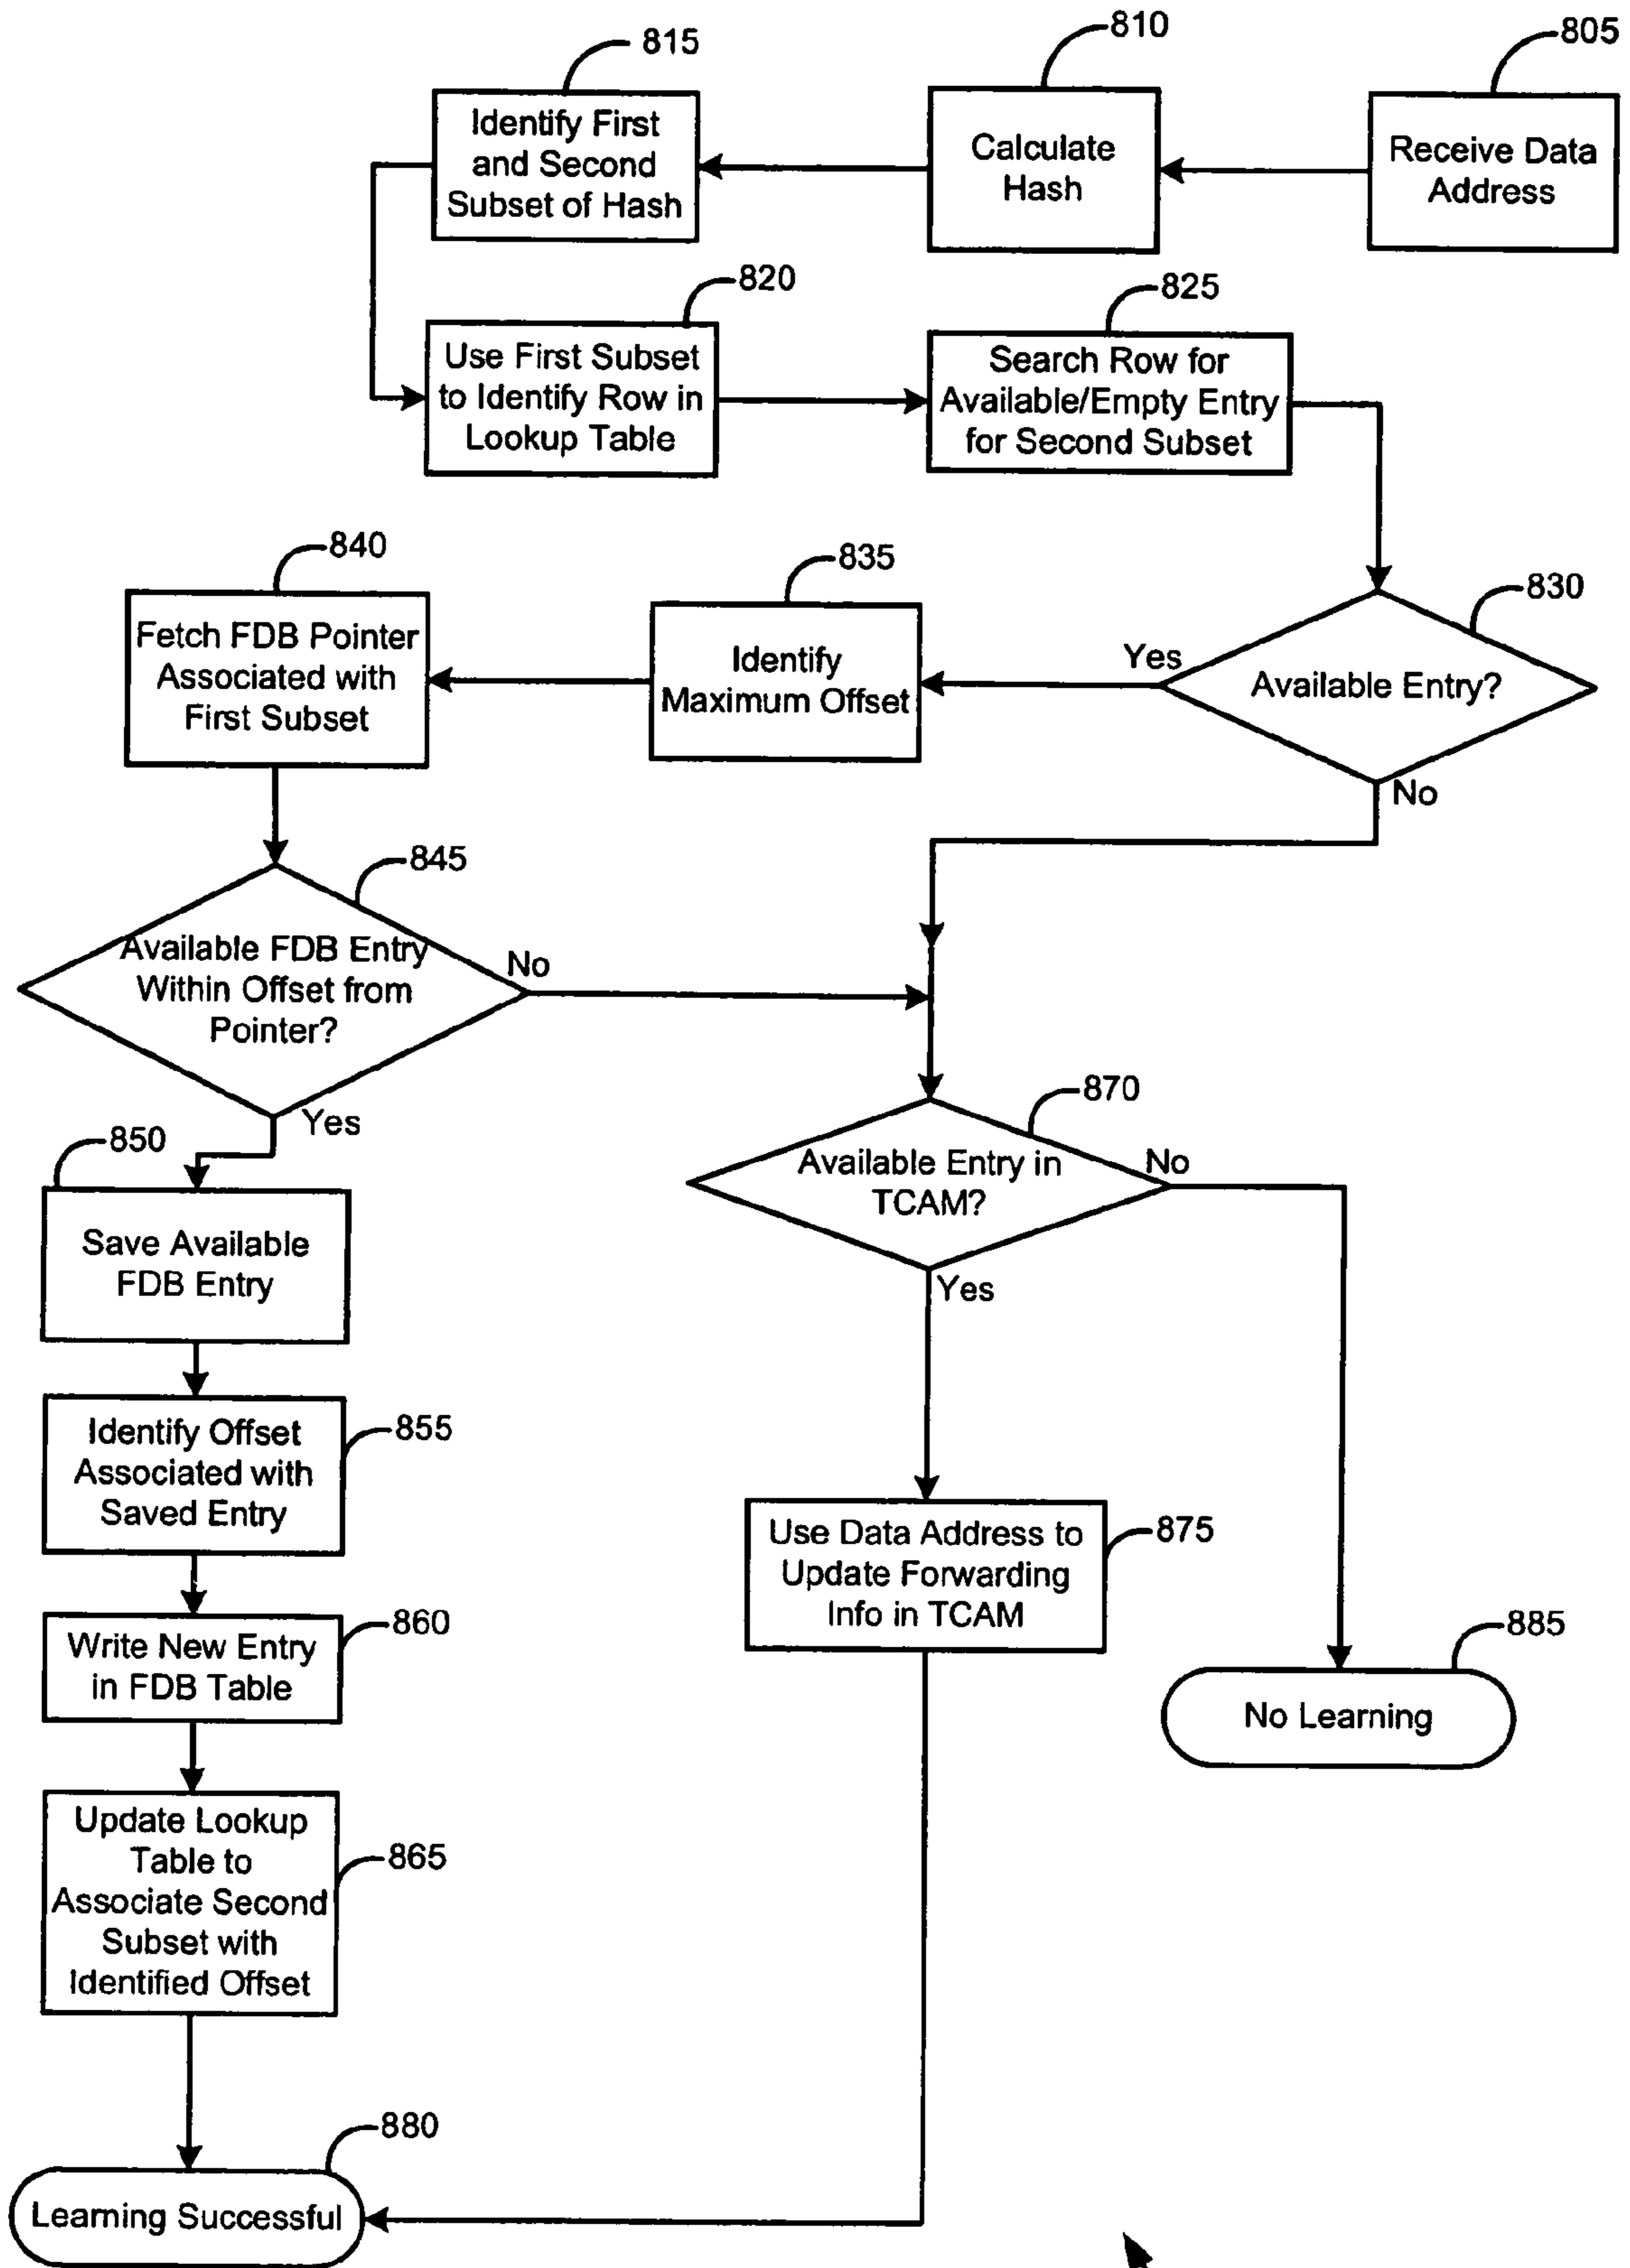 815
810
805
Identify First
and Second
Subset of Hash
Calculate
Hash
Receive Data
Address
820
825
Use First Subset
to Identify Row in
Lookup Table
Search Row for
Available/Empty Entry
for Second Subset
840
835
830
Fetch FDB Pointer
Associated with
First Subset
Identify
Maximum Offset
Yes
Available Entry?
No
845
Available FDB Entry
Within Offset from
Pointer?
No
Yes
870
Available Entry in
TCAM?
No
Yes
850
Save Available
FDB Entry
855
Identify Offset
Associated with
Saved Entry
875
Use Data Address to
Update Forwarding
Info in TCAM
860
Write New Entry
in FDB Table
885
No Learning
865
Update Lookup
Table to
Associate Second
Subset with
Identified Offset
880
Learning Successful